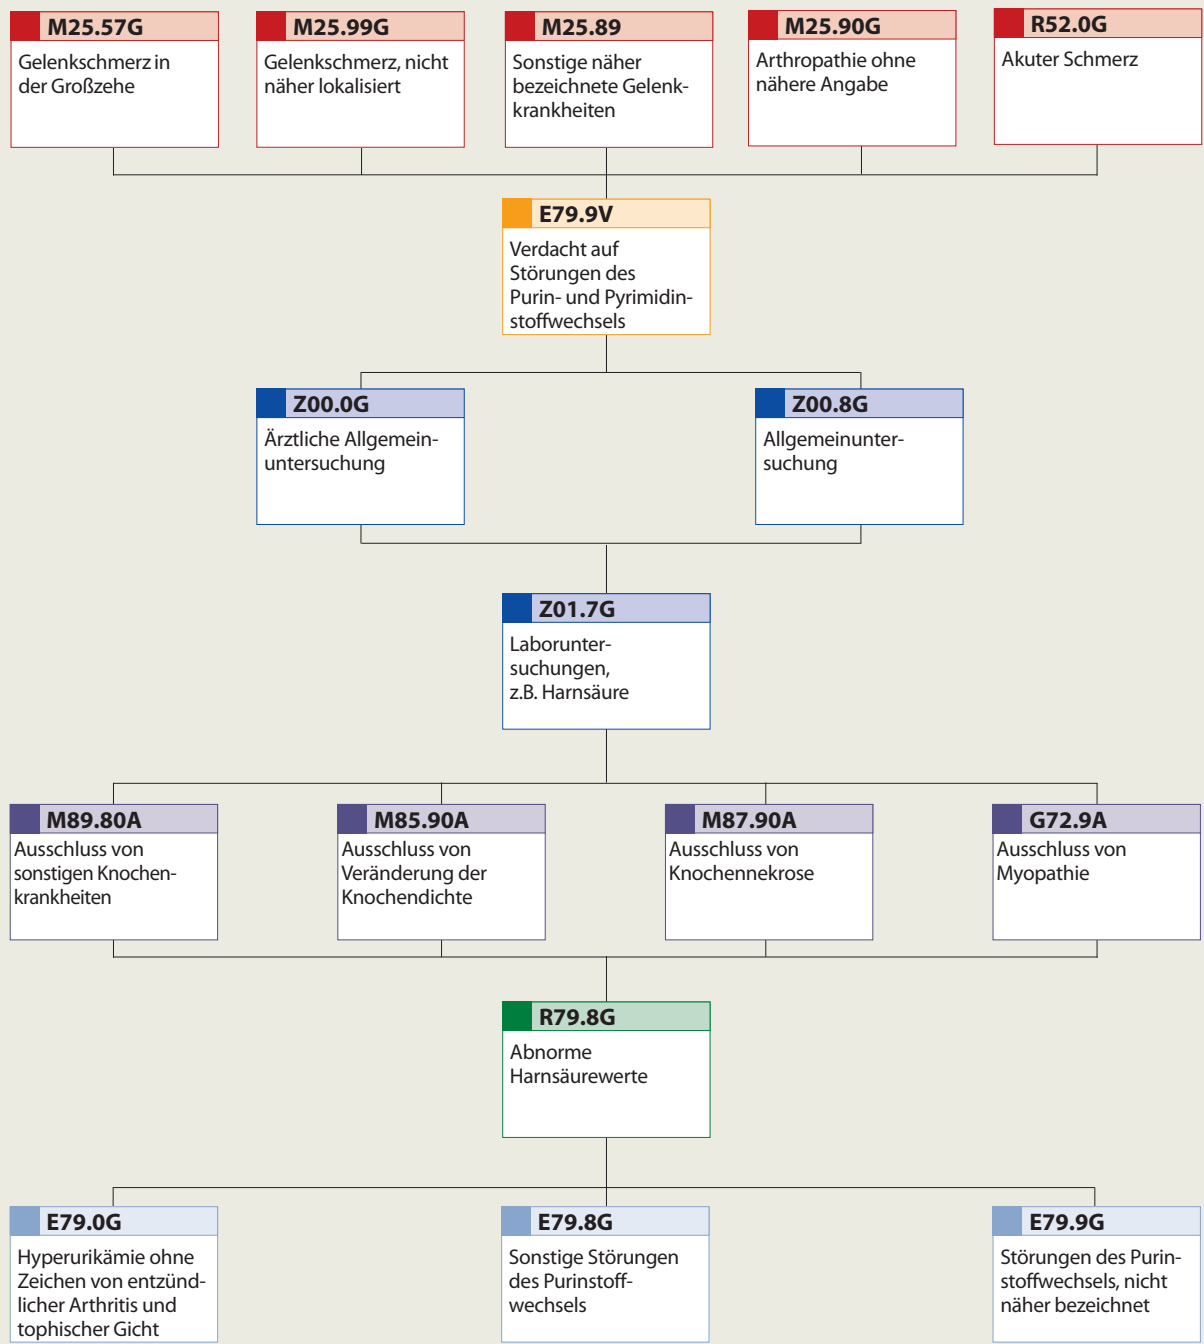 M25.57G
Gelenkschmerz in
der Großzehe
M25.99G
Gelenkschmerz, nicht
näher lokalisiert
M25.89
Sonstige näher
bezeichnete Gelenk-
krankheiten
M25.90G
Arthropathie ohne
nähere Angabe
R52.0G
Akuter Schmerz
E79.9V
Verdacht auf
Störungen des
Purin- und Pyrimidin-
stoffwechsels
Z00.0G
Ärztliche Allgemein-
untersuchung
Z00.8G
Allgemeinunter-
suchung
Z01.7G
Laborunter-
suchungen,
z.B. Harnsäure
M89.80A
Ausschluss von
sonstigen Knochen-
krankheiten
M85.90A
Ausschluss von
Veränderung der
Knochendichte
M87.90A
Ausschluss von
Knochennekrose
G72.9A
Ausschluss von
Myopathie
R79.8G
Abnorme
Harnsäurewerte
E79.0G
Hyperurikämie ohne
Zeichen von entzünd-
licher Arthritis und
tophischer Gicht
E79.8G
Sonstige Störungen
des Purinstoff-
wechsels
E79.9G
Störungen des Purin-
stoffwechsels, nicht
näher bezeichnet